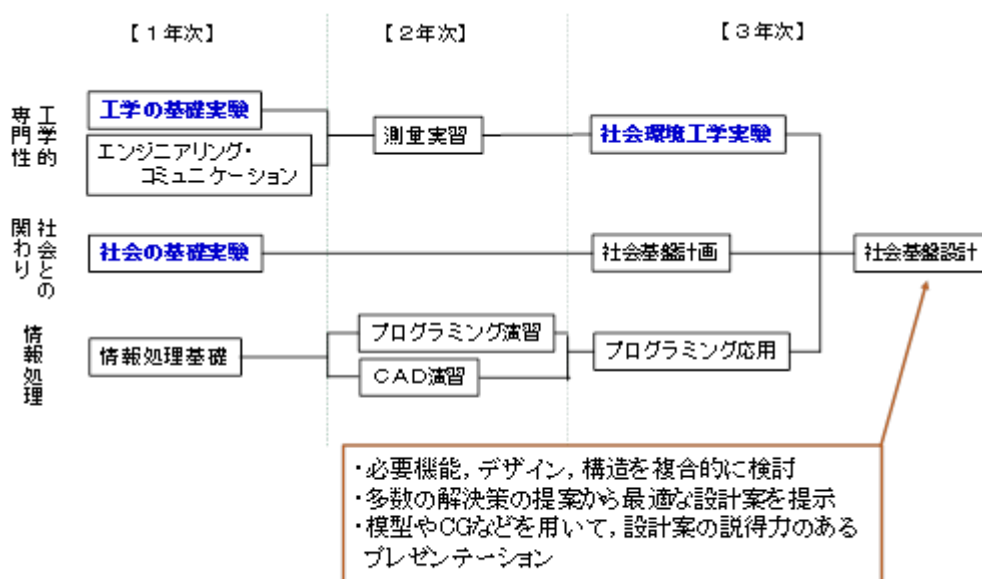 【１年次】
【２年次】
【３年次】
工学的
専門性
工学の基礎実験
エンジニアリング・
コミュニケーション
測量実習
社会環境工学実験
社会との
関わり
社会の基礎実験
社会基盤計画
社会基盤設計
情報処理
情報処理基礎
プログラミング演習
ＣＡＤ演習
プログラミング応用
・必要機能，デザイン，構造を複合的に検討
・多数の解決策の提案から最適な設計案を提示
・模型やCGなどを用いて，設計案の説得力のある
プレゼンテーション